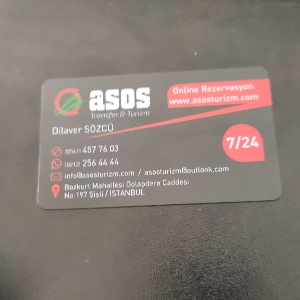 asos
Transfer & Turizm
Online Rezervasyon
www.asosturizm.com
Dilaver SÖZCÜ
7/24
(0541) 457 76 03
(0212) 256 44 44
info@asosturizm.com / asosturizm@outlook.com
Bozkurt Mahallesi Dolapdere Caddesi
No:197 Şişli / İSTANBUL